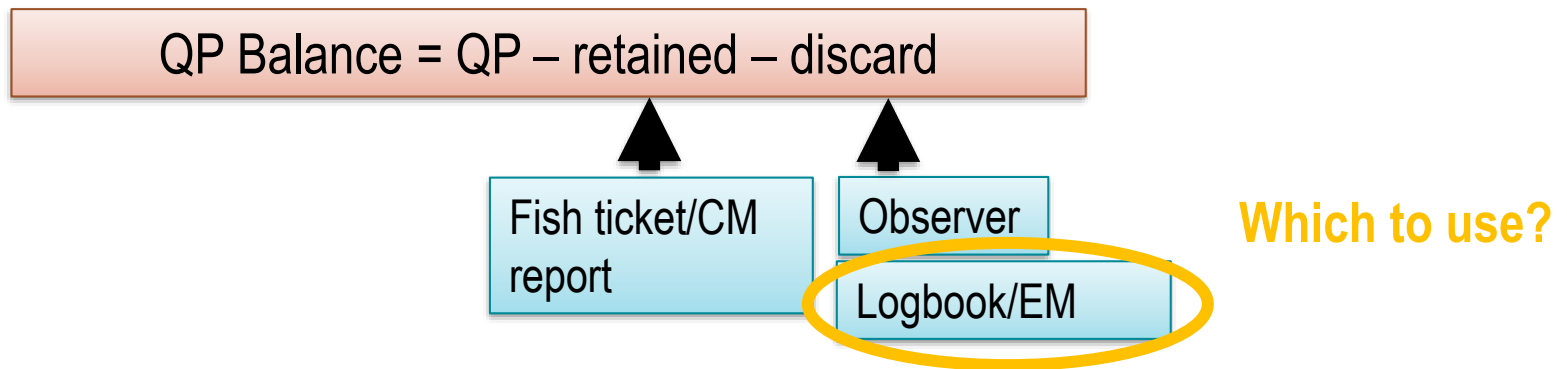 QP Balance = QP – retained – discard
Fish ticket/CM
report
Observer
Logbook/EM
Which to use?